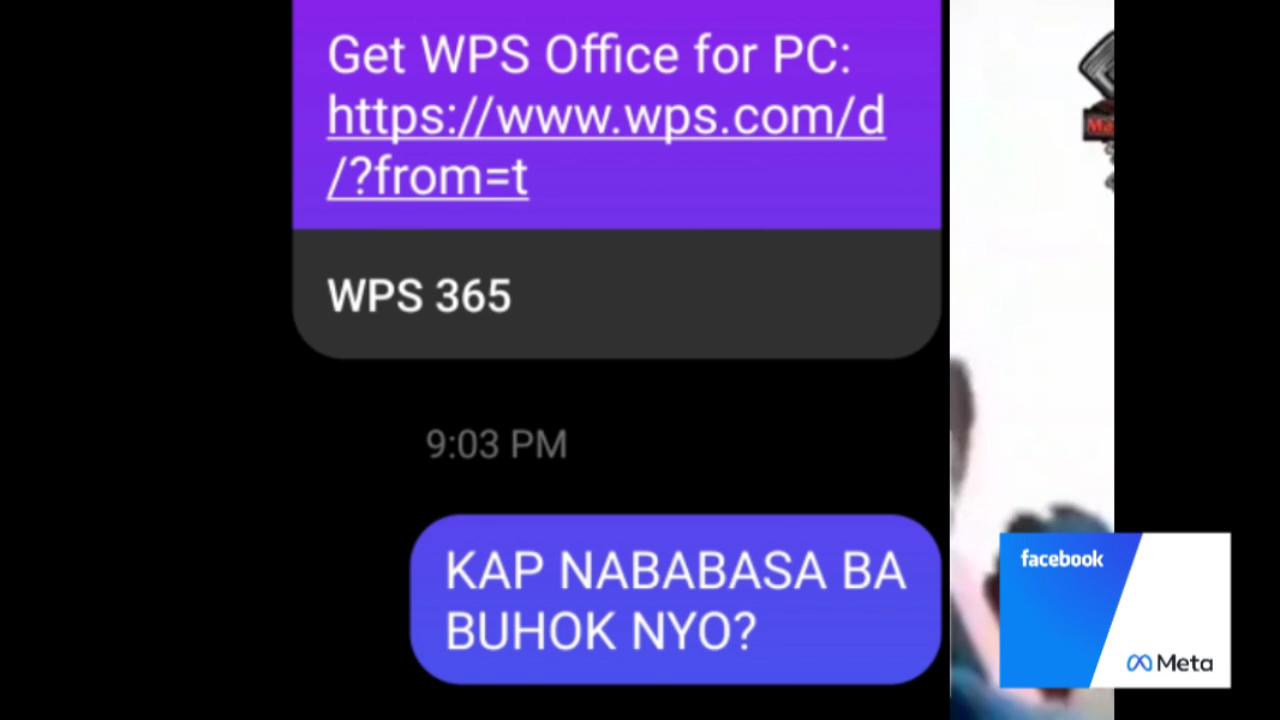 Get WPS Office for PC:
https://www.wps.com/d
/?from=t
WPS 365
9:03 PM
KAP NABABASA BA
BUHOK NYO?
Ma
facebook
Meta